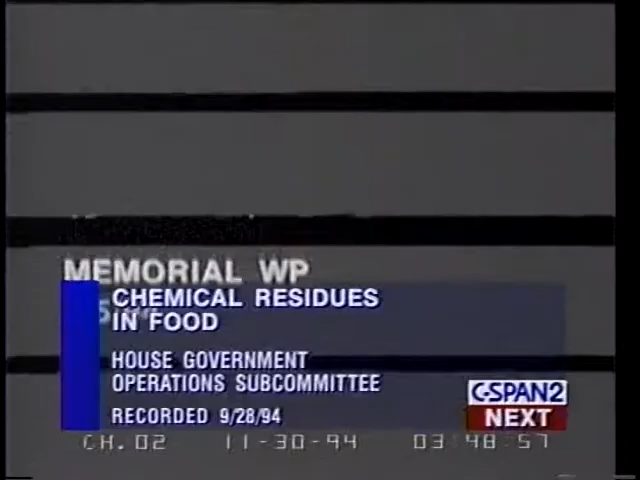 MEMORIAL WP
CHEMICAL RESIDUES
IN FOOD
HOUSE GOVERNMENT
OPERATIONS SUBCOMMITTEE
RECORDED 9/28/94
C-SPAN2
NEXT
CH.02 11-30-94 03:48:57